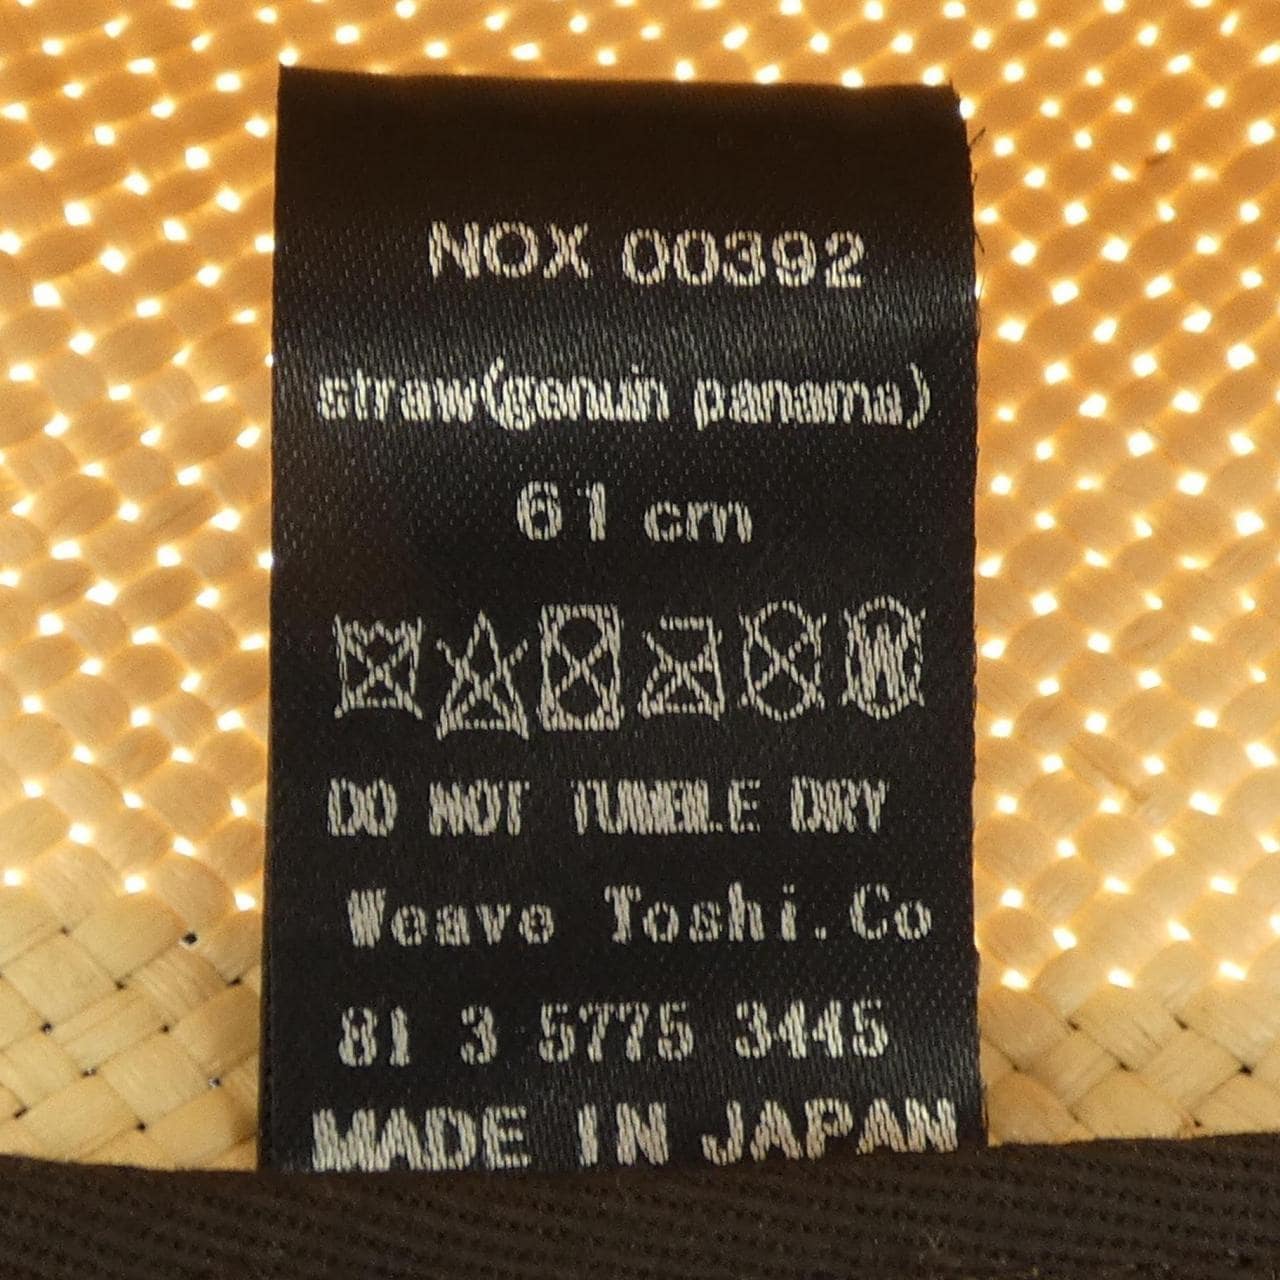 NOX 00392
straw(genuin panama)
61 cm
W
DO NOT TUMBLE DRY
Weave Toshi.Co
81 3 5775 3445
MADE IN JAPAN